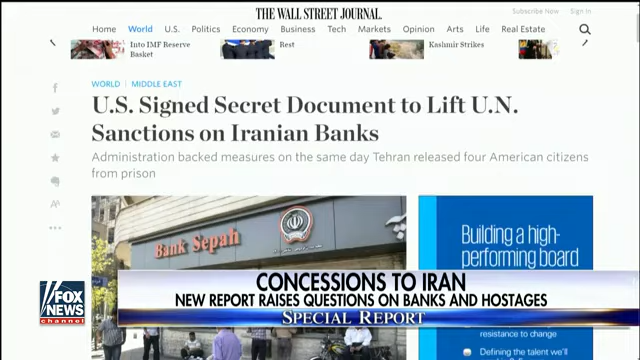 THE WALL STREET JOURNAL.
Subscribe Now Sign In
Home World U.S. Politics Economy Business Tech Markets Opinion Arts Life Real Estate
Into IMF Reserve
Basket
Rest
Kashmir Strikes
WORLD | MIDDLE EAST
U.S. Signed Secret Document to Lift U.N.
Sanctions on Iranian Banks
Administration backed measures on the same day Tehran released four American citizens
from prison
Bank Sepah
Building a high-
performing board
CONCESSIONS TO IRAN
NEW REPORT RAISES QUESTIONS ON BANKS AND HOSTAGES
SPECIAL REPORT
FOX
NEWS
channel
resistance to change
Defining the talent we'll